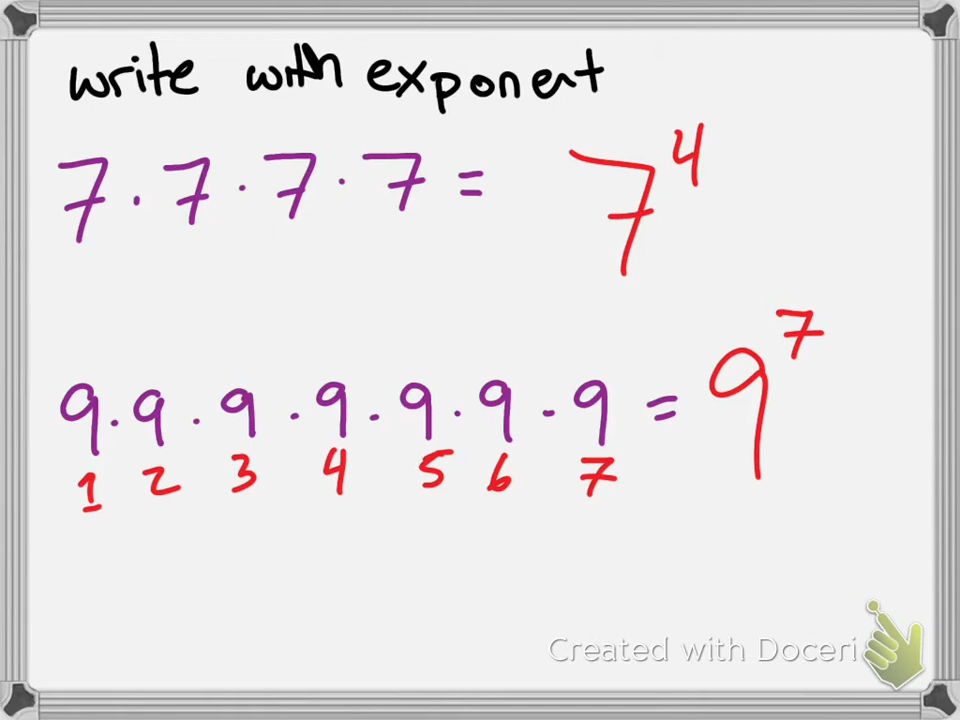 write with exponent
7 · 7 · 7 · 7 = 7⁴
9 · 9 · 9 · 9 · 9 · 9 · 9 = 9⁷
1 2 3 4 5 6 7
Created with Doceri